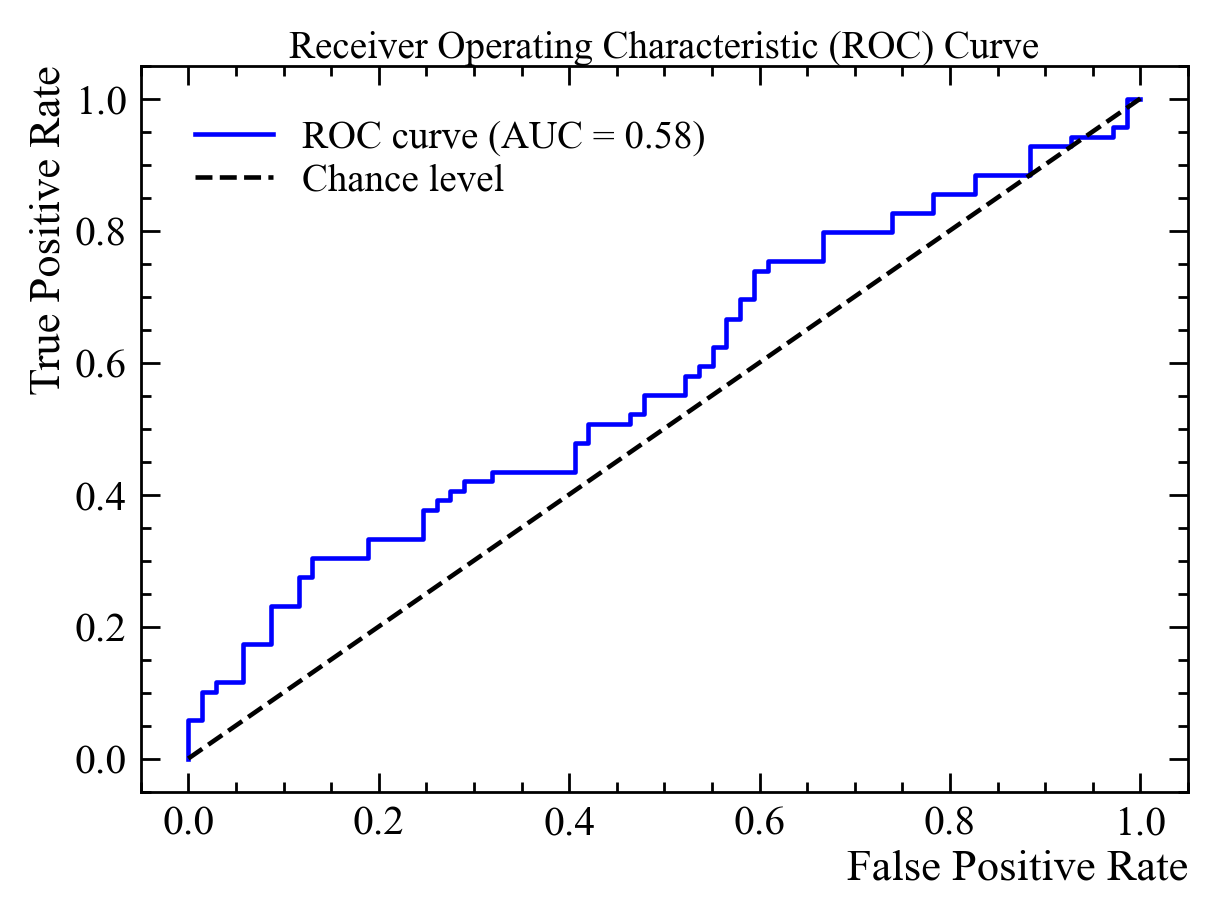 Receiver Operating Characteristic (ROC) Curve
True Positive Rate
1.0
0.8
0.6
0.4
0.2
0.0
ROC curve (AUC = 0.58)
Chance level
0.0 0.2 0.4 0.6 0.8 1.0
False Positive Rate